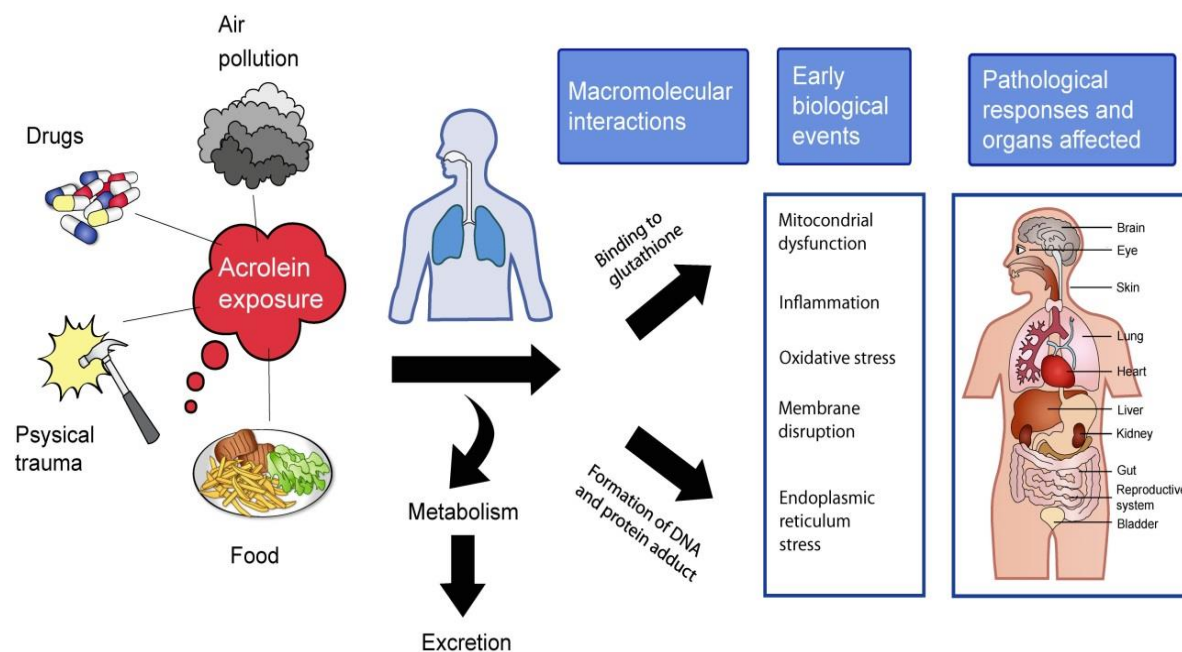 Air
pollution
Drugs
Acrolein
exposure
Psysical
trauma
Food
Metabolism
Excretion
Macromolecular
interactions
Binding to
glutathione
Formation of DNA
and protein adduct
Early
biological
events
Mitocondrial
dysfunction
Inflammation
Oxidative stress
Membrane
disruption
Endoplasmic
reticulum
stress
Pathological
responses and
organs affected
Brain
Eye
Skin
Lung
Heart
Liver
Kidney
Gut
Reproductive
system
Bladder